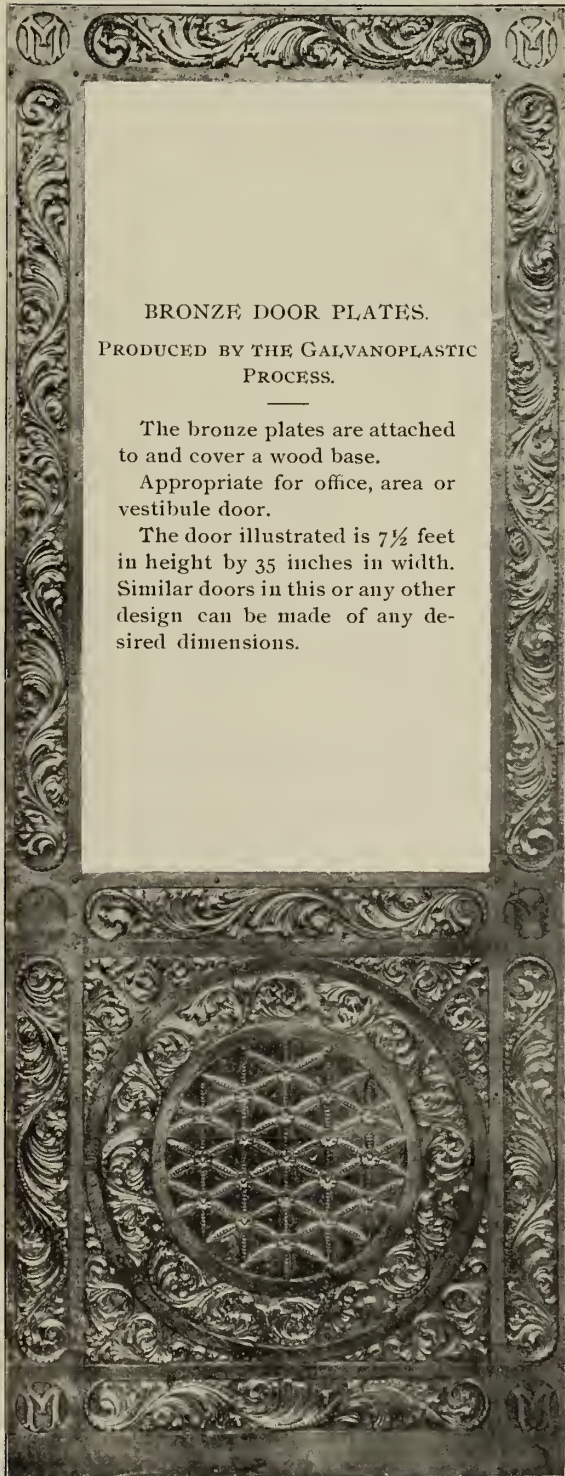 BRONZE DOOR PLATES.
PRODUCED BY THE GALVANOPLASTIC
PROCESS.
The bronze plates are attached
to and cover a wood base.
Appropriate for office, area or
vestibule door.
The door illustrated is 7½ feet
in height by 35 inches in width.
Similar doors in this or any other
design can be made of any de-
sired dimensions.